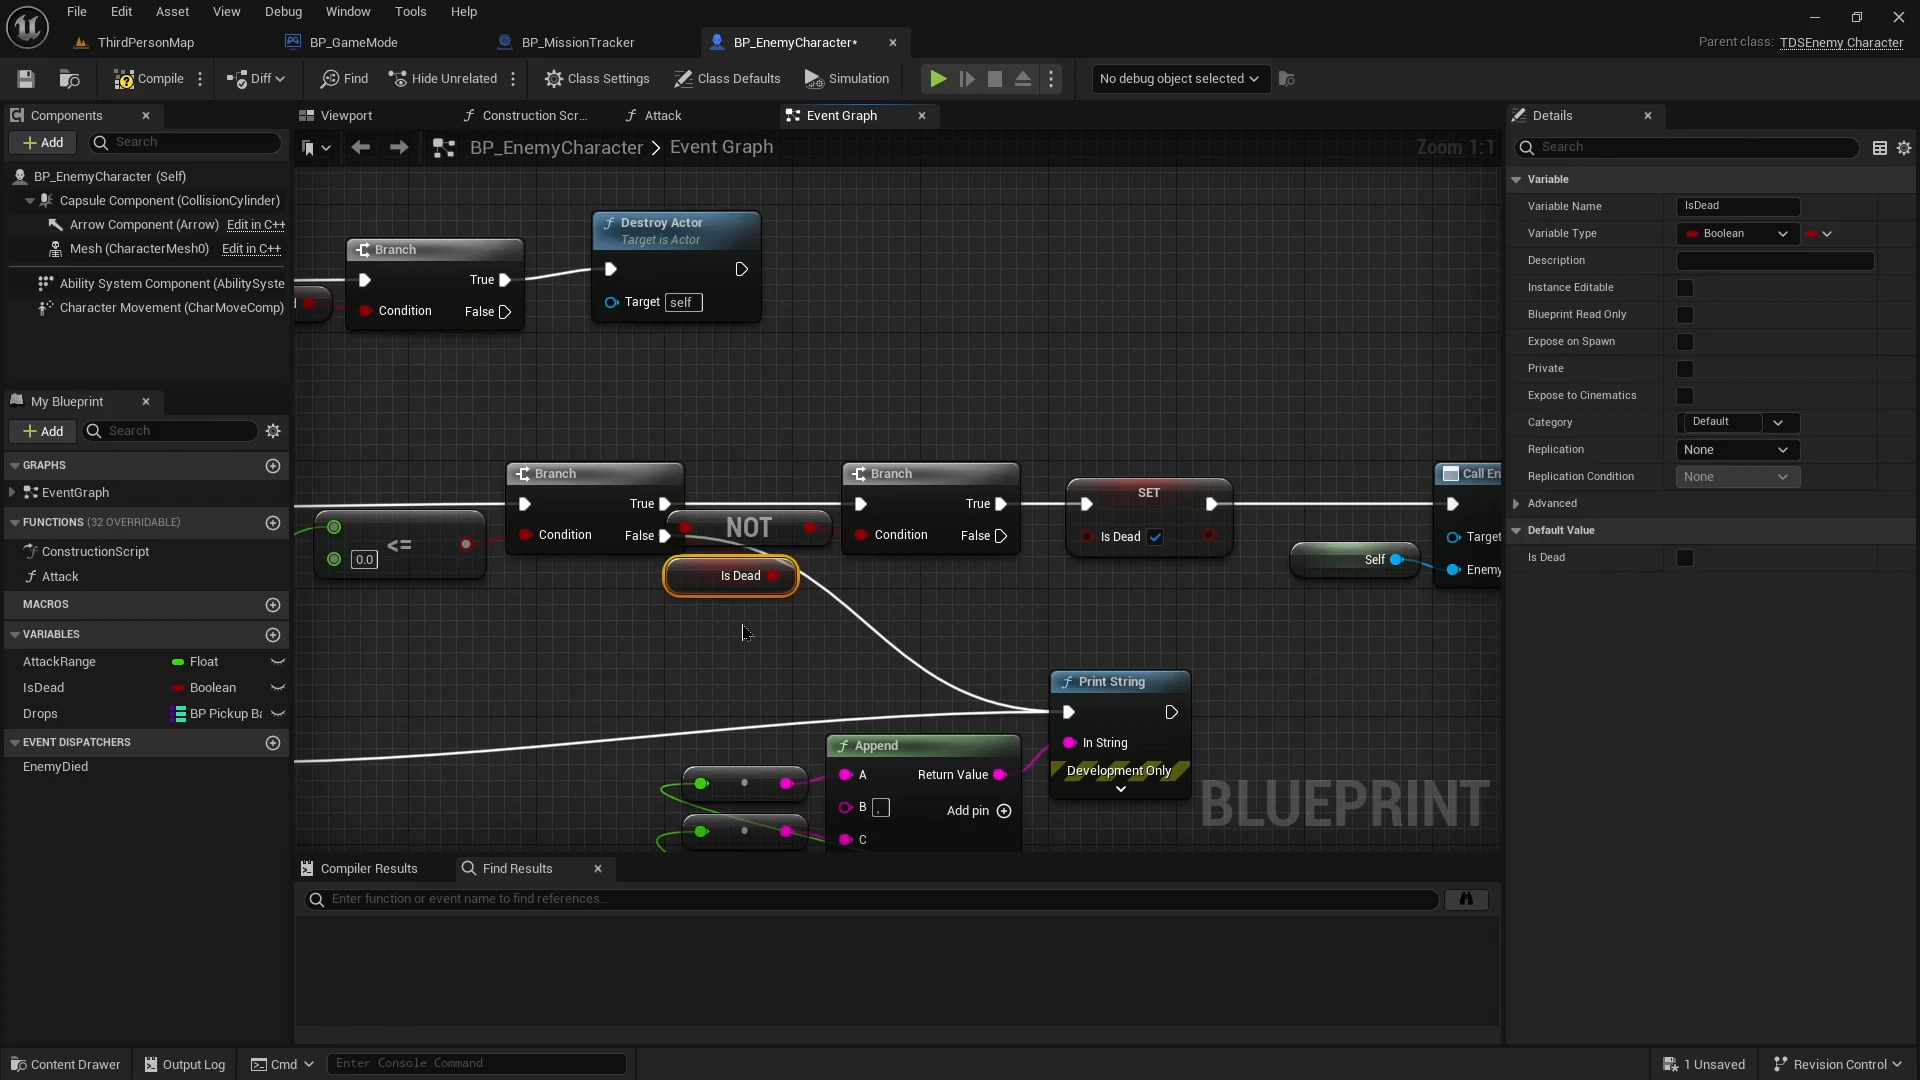 File Edit Asset View Debug Window Tools Help
ThirdPersonMap BP_GameMode BP_MissionTracker BP_EnemyCharacter*
Parent class: TDSEnemy Character
Compile Diff Find Hide Unrelated Class Settings Class Defaults Simulation No debug object selected
Components
Add Search
BP_EnemyCharacter (Self)
Capsule Component (CollisionCylinder)
Arrow Component (Arrow) Edit in C++
Mesh (CharacterMesh0) Edit in C++
Ability System Component (AbilitySyste
Character Movement (CharMoveComp)
My Blueprint
Add Search
GRAPHS
EventGraph
FUNCTIONS (32 OVERRIDABLE)
ConstructionScript
Attack
MACROS
VARIABLES
AttackRange Float
IsDead Boolean
Drops BP Pickup Ba
EVENT DISPATCHERS
EnemyDied
Viewport Construction Scr... Attack Event Graph
BP_EnemyCharacter > Event Graph
Zoom 1:1
Branch
True
Condition False
Destroy Actor
Target is Actor
Target self
<=
0.0
Branch
True
Condition False
NOT
Is Dead
Branch
True
Condition False
SET
Is Dead
Self
Call En
Target
Enemy
Print String
In String
Development Only
Append
A Return Value
B ,
Add pin
C
BLUEPRINT
Compiler Results Find Results
Enter function or event name to find references...
Details
Search
Variable
Variable Name IsDead
Variable Type Boolean
Description
Instance Editable
Blueprint Read Only
Expose on Spawn
Private
Expose to Cinematics
Category Default
Replication None
Replication Condition None
Advanced
Default Value
Is Dead
Content Drawer Output Log Cmd Enter Console Command 1 Unsaved Revision Control